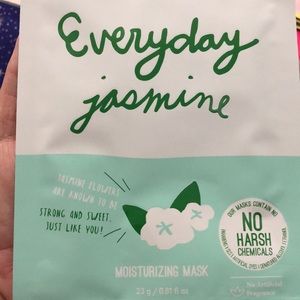 Everyday
jasmine
JASMINE FLOWERS
ARE KNOWN TO BE
STRONG AND SWEET.
JUST LIKE YOU!
OUR MASKS CONTAIN NO
NO
HARSH
CHEMICALS
MOISTURIZING MASK
23 g / 0.81 fl oz
No Artificial
Fragrance